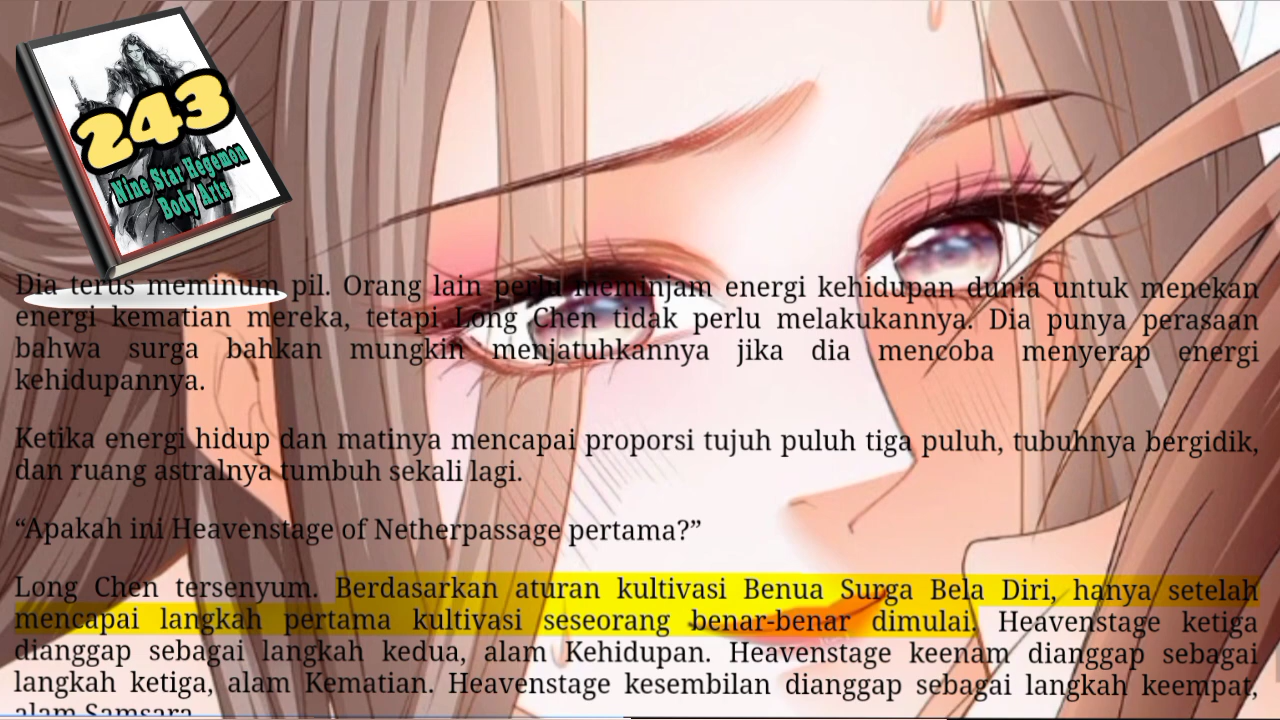 243
Nine Star Hegemon
Body Arts
Dia terus meminum pil. Orang lain perlu meminjam energi kehidupan dunia untuk menekan
energi kematian mereka, tetapi Long Chen tidak perlu melakukannya. Dia punya perasaan
bahwa surga bahkan mungkin menjatuhkannya jika dia mencoba menyerap energi
kehidupannya.
Ketika energi hidup dan matinya mencapai proporsi tujuh puluh tiga puluh, tubuhnya bergidik,
dan ruang astralnya tumbuh sekali lagi.
“Apakah ini Heavenstage of Netherpassage pertama?”
Long Chen tersenyum. Berdasarkan aturan kultivasi Benua Surga Bela Diri, hanya setelah
mencapai langkah pertama kultivasi seseorang benar-benar dimulai. Heavenstage ketiga
dianggap sebagai langkah kedua, alam Kehidupan. Heavenstage keenam dianggap sebagai
langkah ketiga, alam Kematian. Heavenstage kesembilan dianggap sebagai langkah keempat,
alam Samsara.